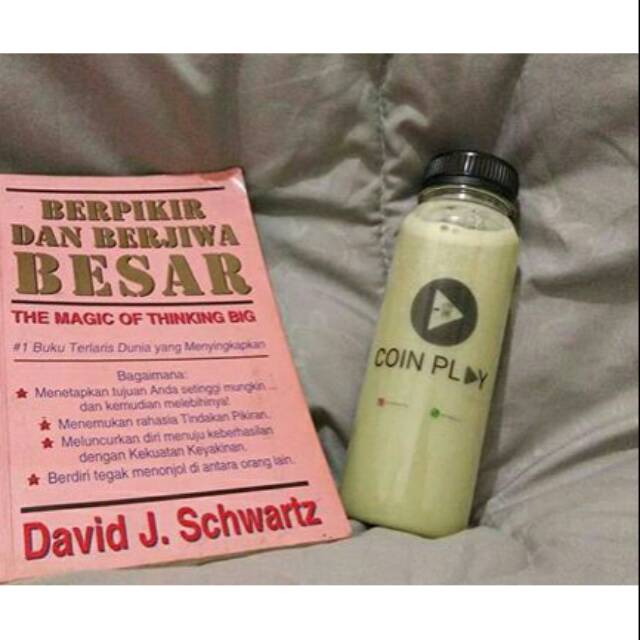 BERPIKIR
DAN BERJIWA
BESAR
THE MAGIC OF THINKING BIG
#1 Buku Terlaris Dunia yang Menyingkapkan
Bagaimana:
Menetapkan tujuan Anda setinggi mungkin ...
dan kemudian melebihinya!
Menemukan rahasia Tindakan Pikiran.
Meluncurkan diri menuju keberhasilan
dengan Kekuatan Keyakinan.
Berdiri tegak menonjol di antara orang lain.
David J. Schwartz
COIN PLAY